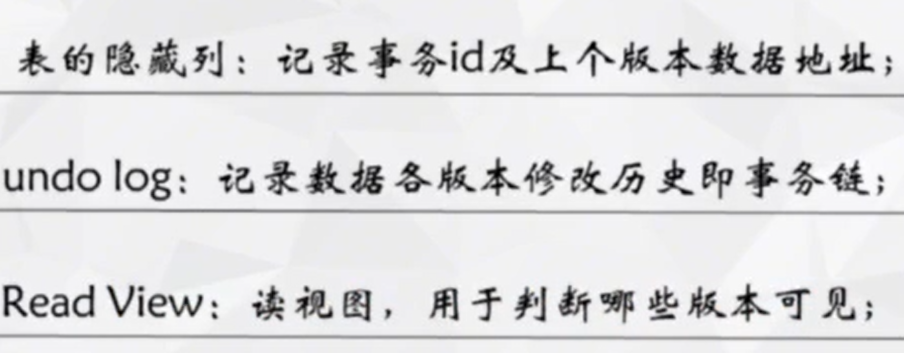 表的隐藏列：记录事务id及上个版本数据地址；
undo log：记录数据各版本修改历史即事务链；
Read View：读视图，用于判断哪些版本可见；